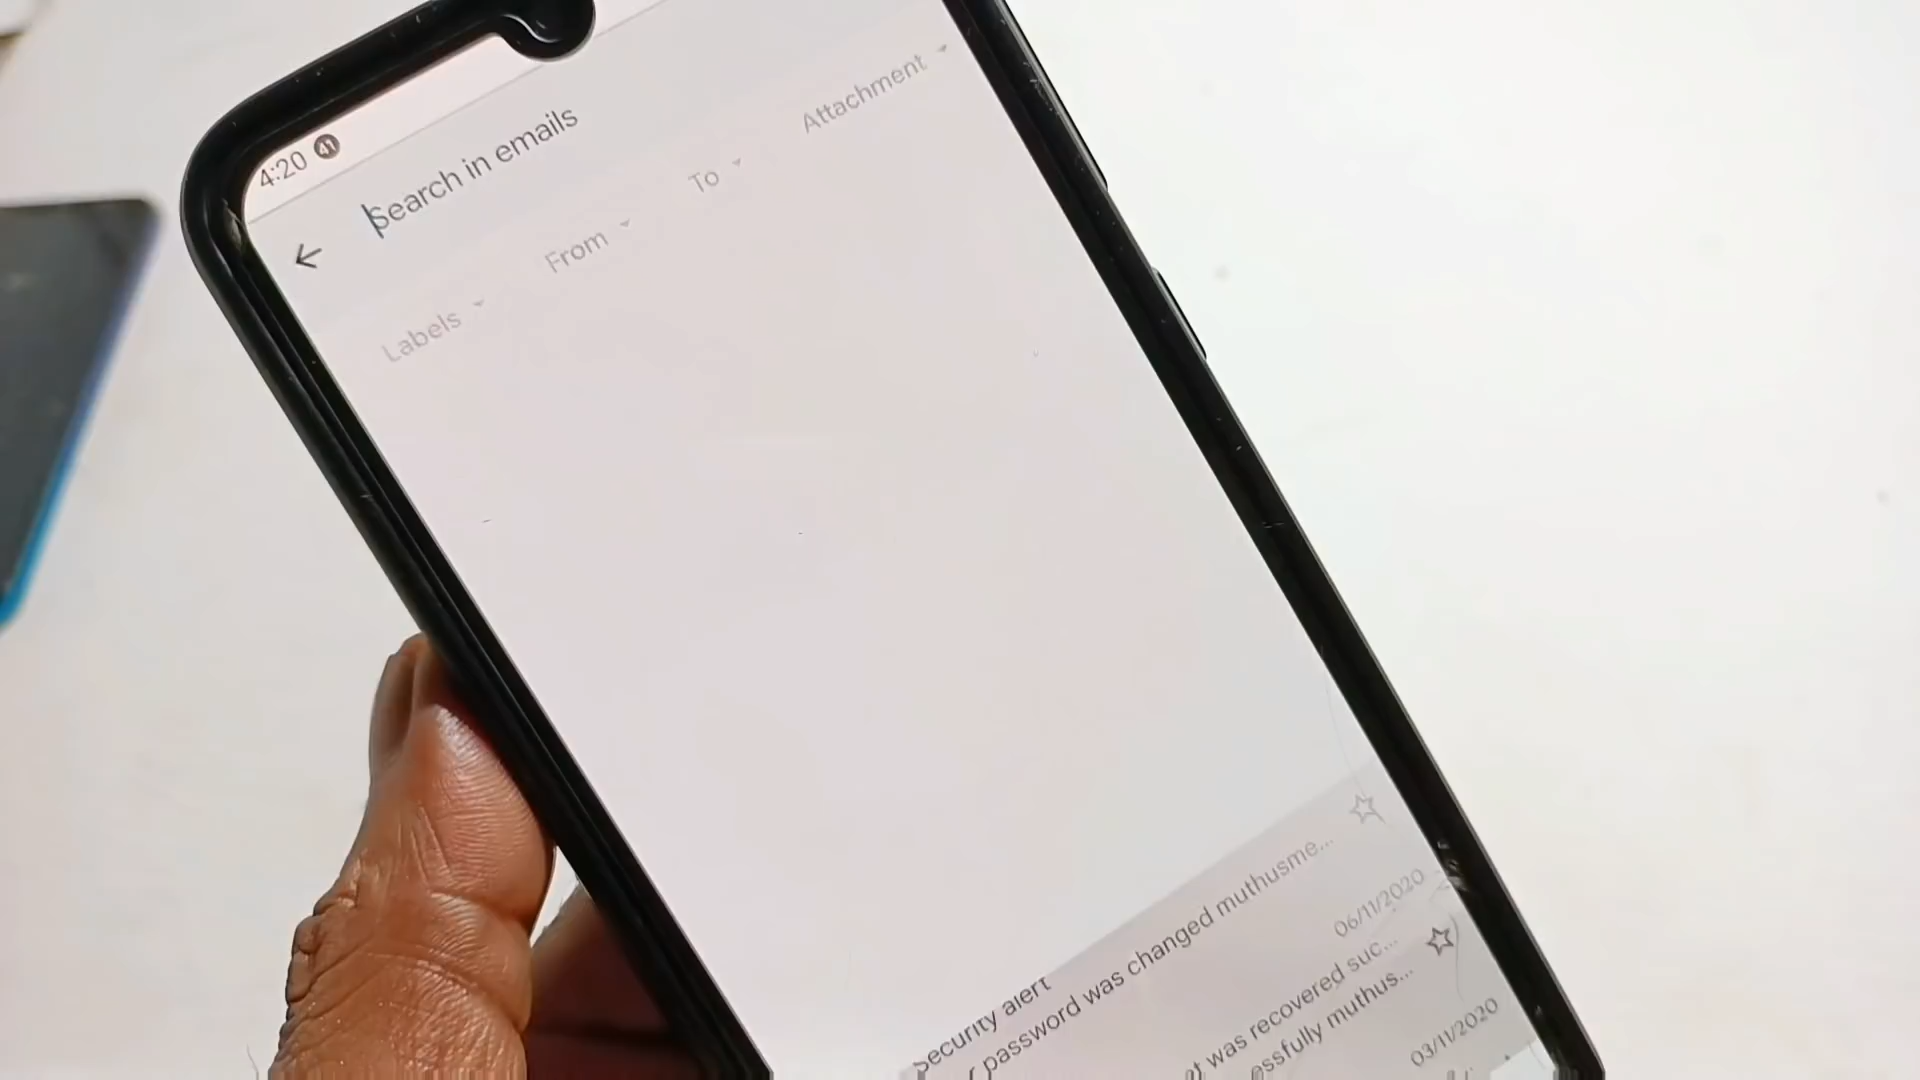 4:20 41
Search in emails
Labels From To Attachment
Security alert
password was changed muthusme...
06/11/2020
was recovered suc...
essfully muthus...
03/11/2020